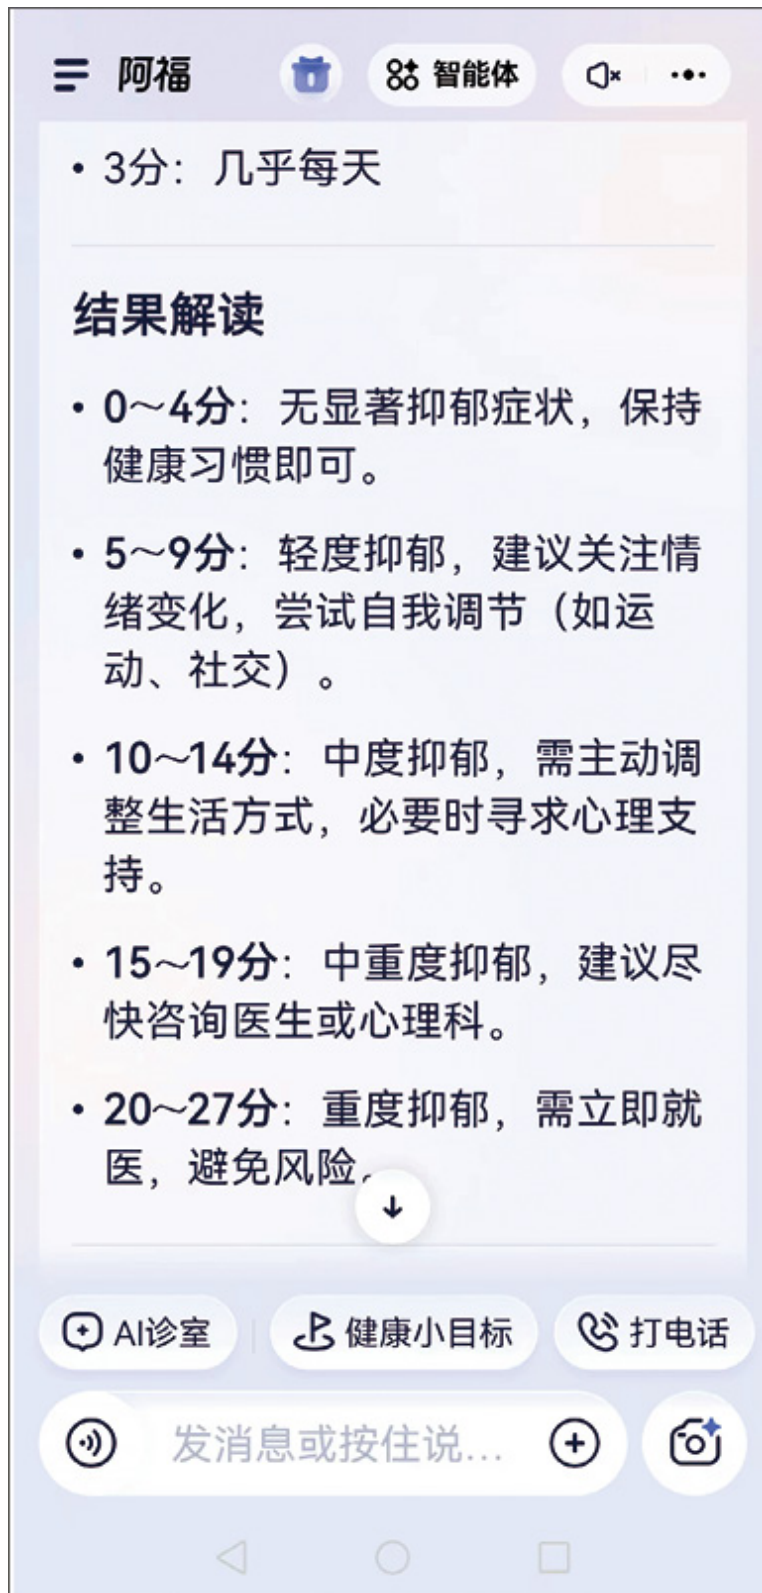 阿福
智能体
• 3分：几乎每天
结果解读
• 0～4分：无显著抑郁症状，保持
健康习惯即可。
• 5～9分：轻度抑郁，建议关注情
绪变化，尝试自我调节（如运
动、社交）。
• 10～14分：中度抑郁，需主动调
整生活方式，必要时寻求心理支
持。
• 15～19分：中重度抑郁，建议尽
快咨询医生或心理科。
• 20～27分：重度抑郁，需立即就
医，避免风险。
AI诊室
健康小目标
打电话
发消息或按住说...